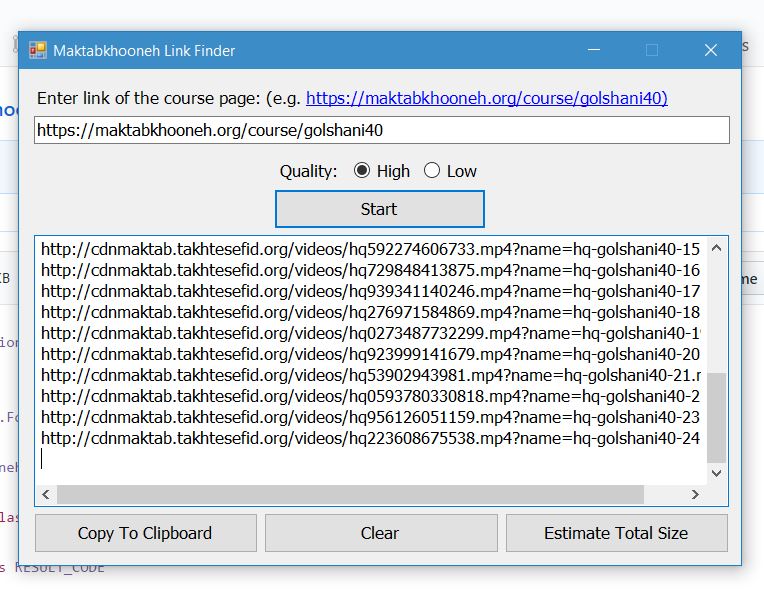 Maktabkhooneh Link Finder
Enter link of the course page: (e.g. https://maktabkhooneh.org/course/golshani40)
https://maktabkhooneh.org/course/golshani40
Quality: High Low
Start
http://cdnmaktab.takhtesefid.org/videos/hq592274606733.mp4?name=hq-golshani40-15
http://cdnmaktab.takhtesefid.org/videos/hq729848413875.mp4?name=hq-golshani40-16
http://cdnmaktab.takhtesefid.org/videos/hq939341140246.mp4?name=hq-golshani40-17
http://cdnmaktab.takhtesefid.org/videos/hq276971584869.mp4?name=hq-golshani40-18
http://cdnmaktab.takhtesefid.org/videos/hq0273487732299.mp4?name=hq-golshani40-19
http://cdnmaktab.takhtesefid.org/videos/hq923999141679.mp4?name=hq-golshani40-20
http://cdnmaktab.takhtesefid.org/videos/hq53902943981.mp4?name=hq-golshani40-21.
http://cdnmaktab.takhtesefid.org/videos/hq0593780330818.mp4?name=hq-golshani40-2
http://cdnmaktab.takhtesefid.org/videos/hq956126051159.mp4?name=hq-golshani40-23
http://cdnmaktab.takhtesefid.org/videos/hq223608675538.mp4?name=hq-golshani40-24
Copy To Clipboard Clear Estimate Total Size
RESULT_CODE